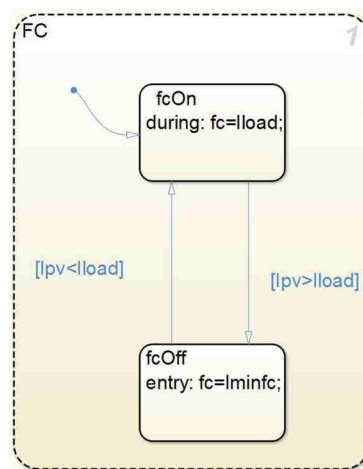 FC
1
fcOn
during: fc=Iload;
[Ipv<Iload]
[Ipv>Iload]
fcOff
entry: fc=Iminfc;